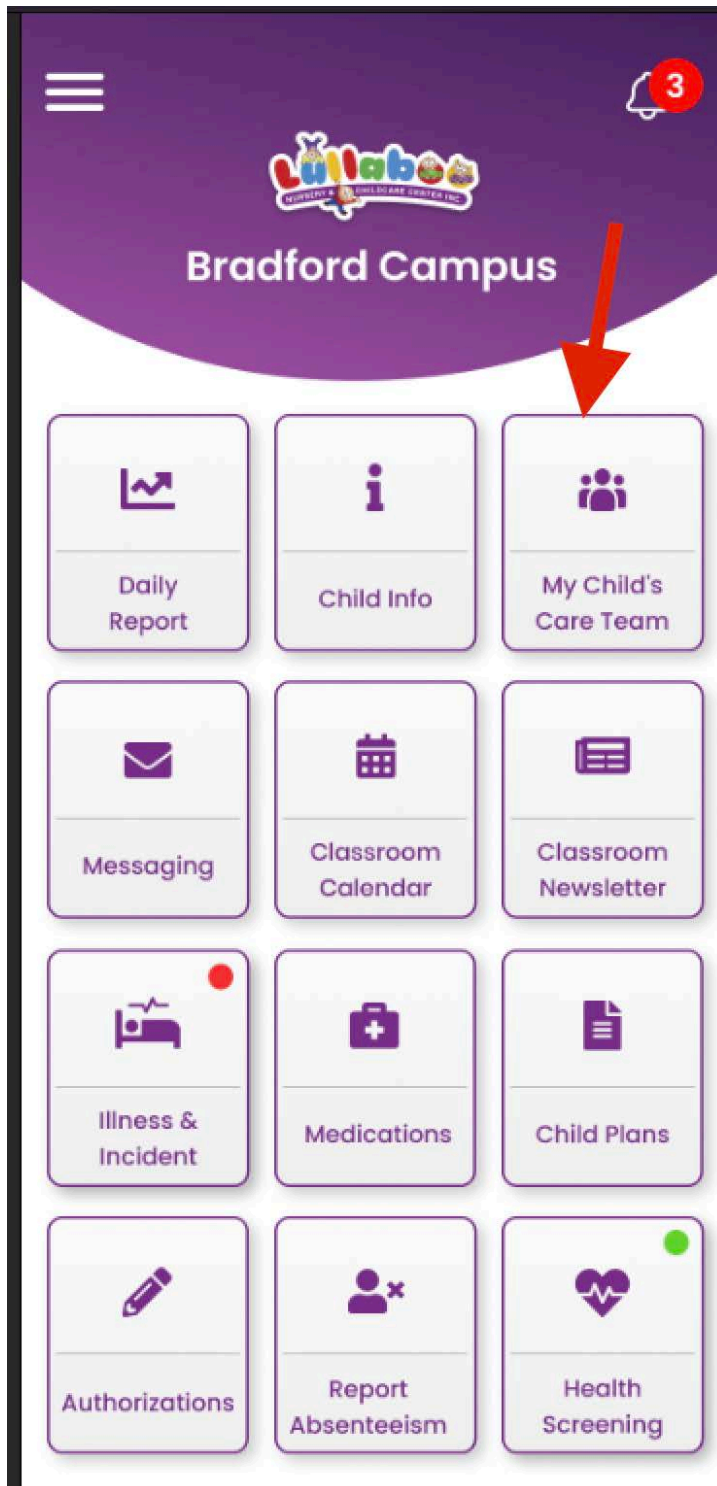 3
Lullaboo
NURSERY & CHILDCARE CENTER INC.
Bradford Campus
Daily
Report
Child Info
My Child's
Care Team
Messaging
Classroom
Calendar
Classroom
Newsletter
Illness &
Incident
Medications
Child Plans
Authorizations
Report
Absenteeism
Health
Screening